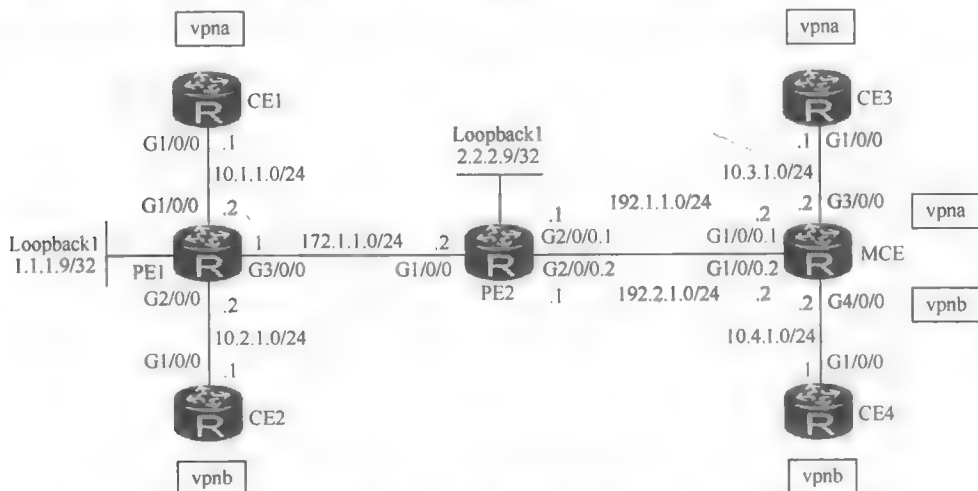 vpna
vpna
CE1
CE3
G1/0/0
.1
Loopback1
2.2.2.9/32
.1
G1/0/0
10.1.1.0/24
10.3.1.0/24
G1/0/0
.2
.1
192.1.1.0/24
.2
.2
G3/0/0
vpna
Loopback1
1.1.1.9/32
1
172.1.1.0/24
.2
G2/0/0.1
G1/0/0.1
MCE
PE1
G3/0/0
G1/0/0
G2/0/0.2
G1/0/0.2
G2/0/0
.2
PE2
.1
192.2.1.0/24
.2
.2
G4/0/0
vpnb
10.2.1.0/24
10.4.1.0/24
G1/0/0
.1
1
G1/0/0
CE2
CE4
vpnb
vpnb
R
R
R
R
R
R
R